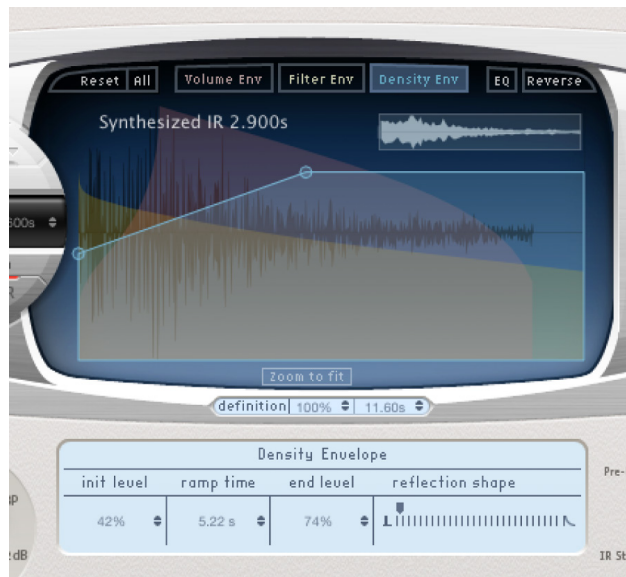 Reset All Volume Env Filter Env Density Env EQ Reverse
Synthesized IR 2.900s
Zoom to fit
definition 100% 11.60s
Density Envelope
init level ramp time end level reflection shape
42% 5.22 s 74%
Pre-
IR St
dB